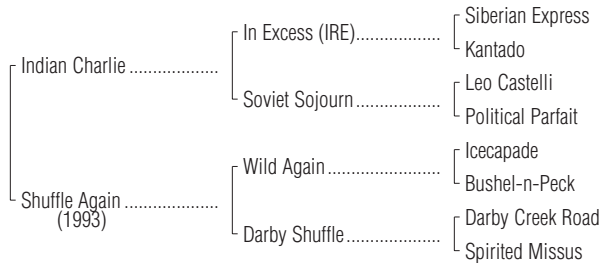 Siberian Express
In Excess (IRE)...................
Kantado
Indian Charlie ....................
Leo Castelli
Soviet Sojourn...................
Political Parfait
Icecapade
Wild Again.........................
Bushel-n-Peck
Shuffle Again .....................
(1993)
Darby Creek Road
Darby Shuffle.....................
Spirited Missus